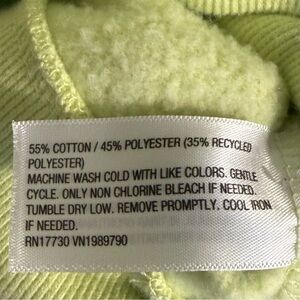 55% COTTON / 45% POLYESTER (35% RECYCLED
POLYESTER)
MACHINE WASH COLD WITH LIKE COLORS. GENTLE
CYCLE. ONLY NON CHLORINE BLEACH IF NEEDED.
TUMBLE DRY LOW. REMOVE PROMPTLY. COOL IRON
IF NEEDED.
RN17730 VN1989790